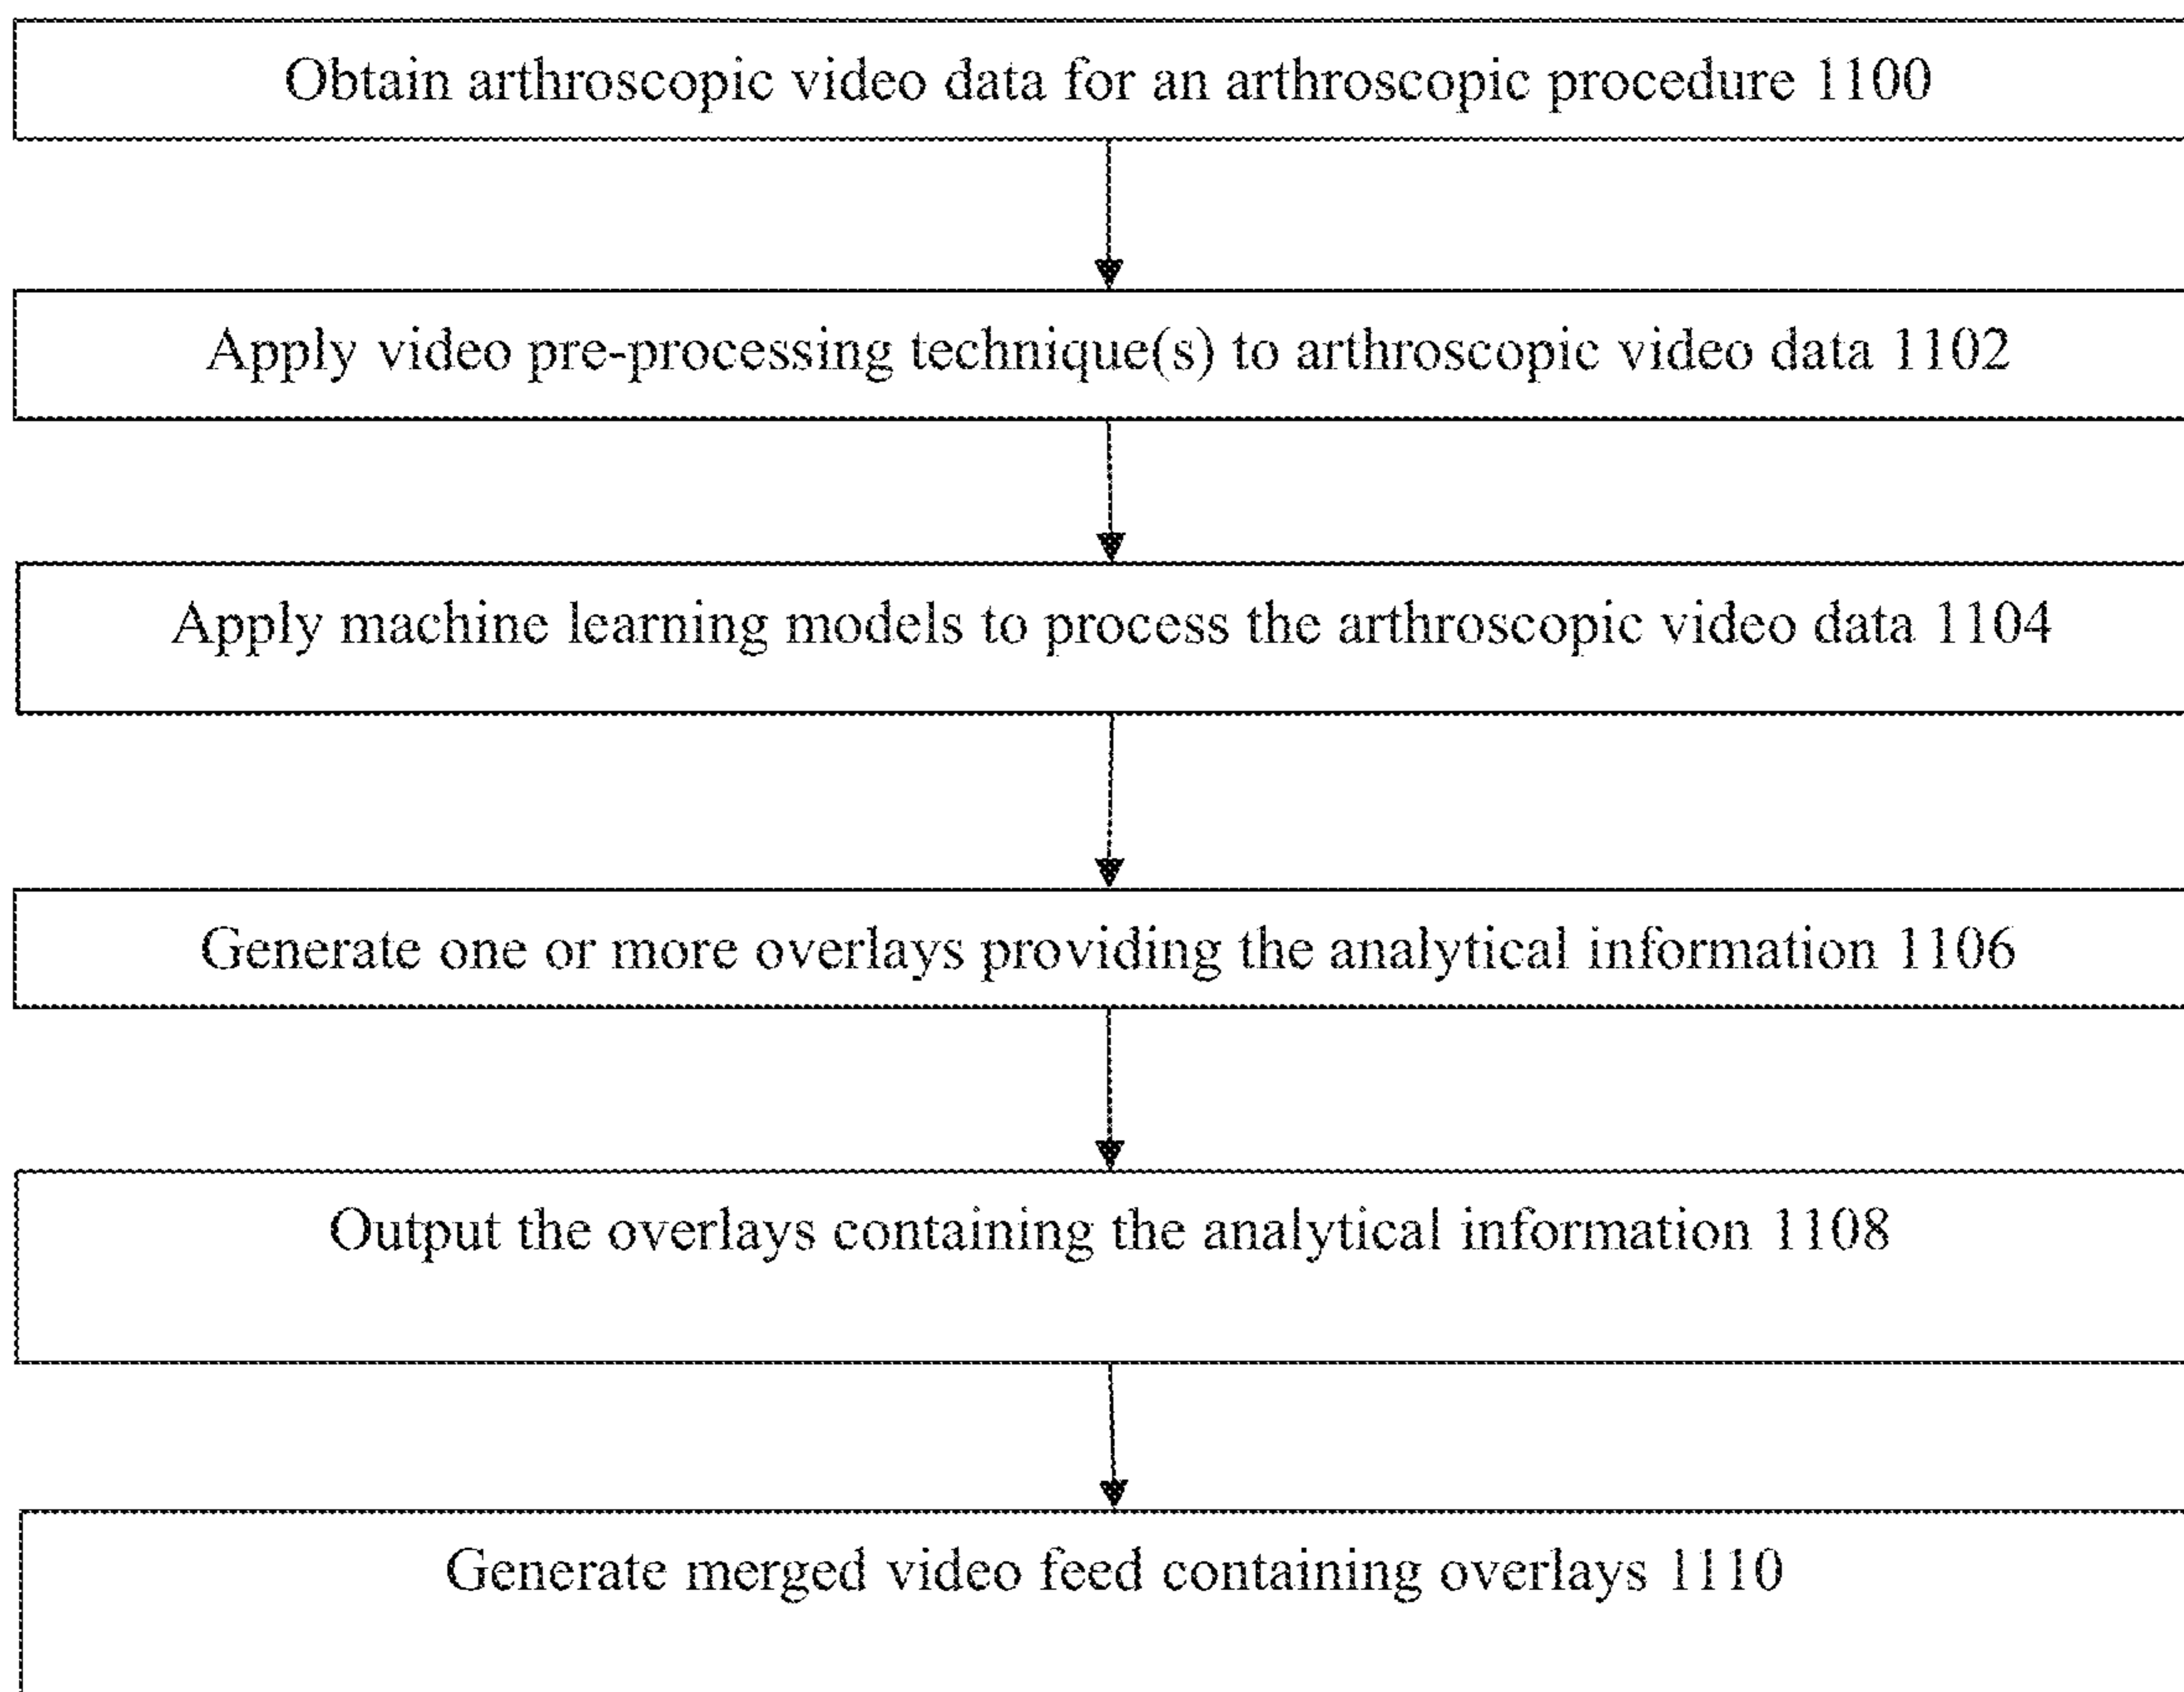 Obtain arthroscopic video data for an arthroscopic procedure 1100
Apply video pre-processing technique(s) to arthroscopic video data 1102
Apply machine learning models to process the arthroscopic video data 1104
Generate one or more overlays providing the analytical information 1106
Output the overlays containing the analytical information 1108
Generate merged video feed containing overlays 1110